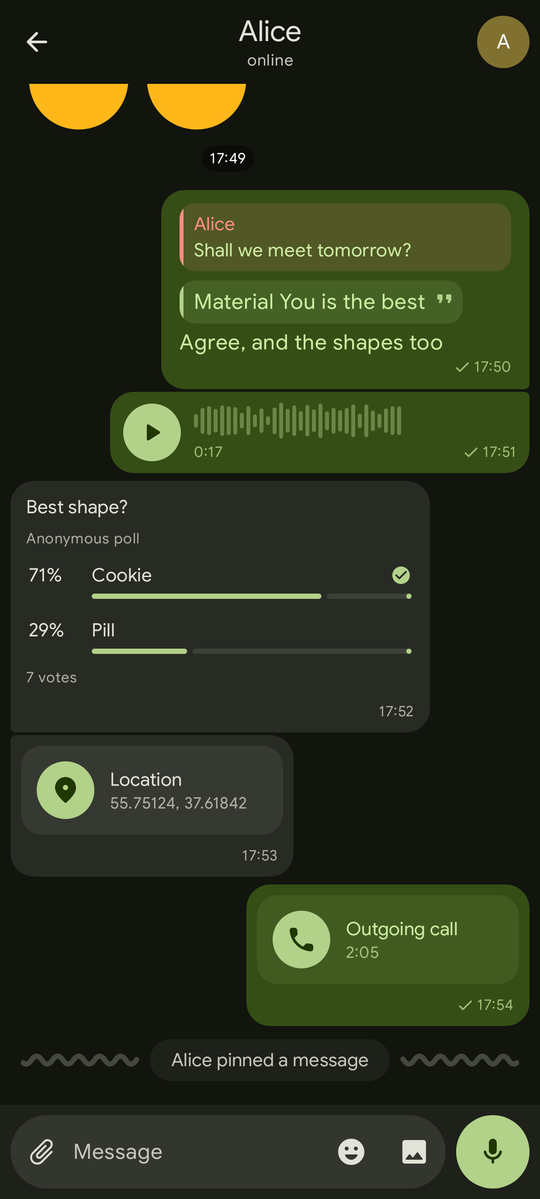 Alice
online
A
17:49
Alice
Shall we meet tomorrow?
Material You is the best
Agree, and the shapes too
17:50
0:17
17:51
Best shape?
Anonymous poll
71% Cookie
29% Pill
7 votes
17:52
Location
55.75124, 37.61842
17:53
Outgoing call
2:05
17:54
Alice pinned a message
Message